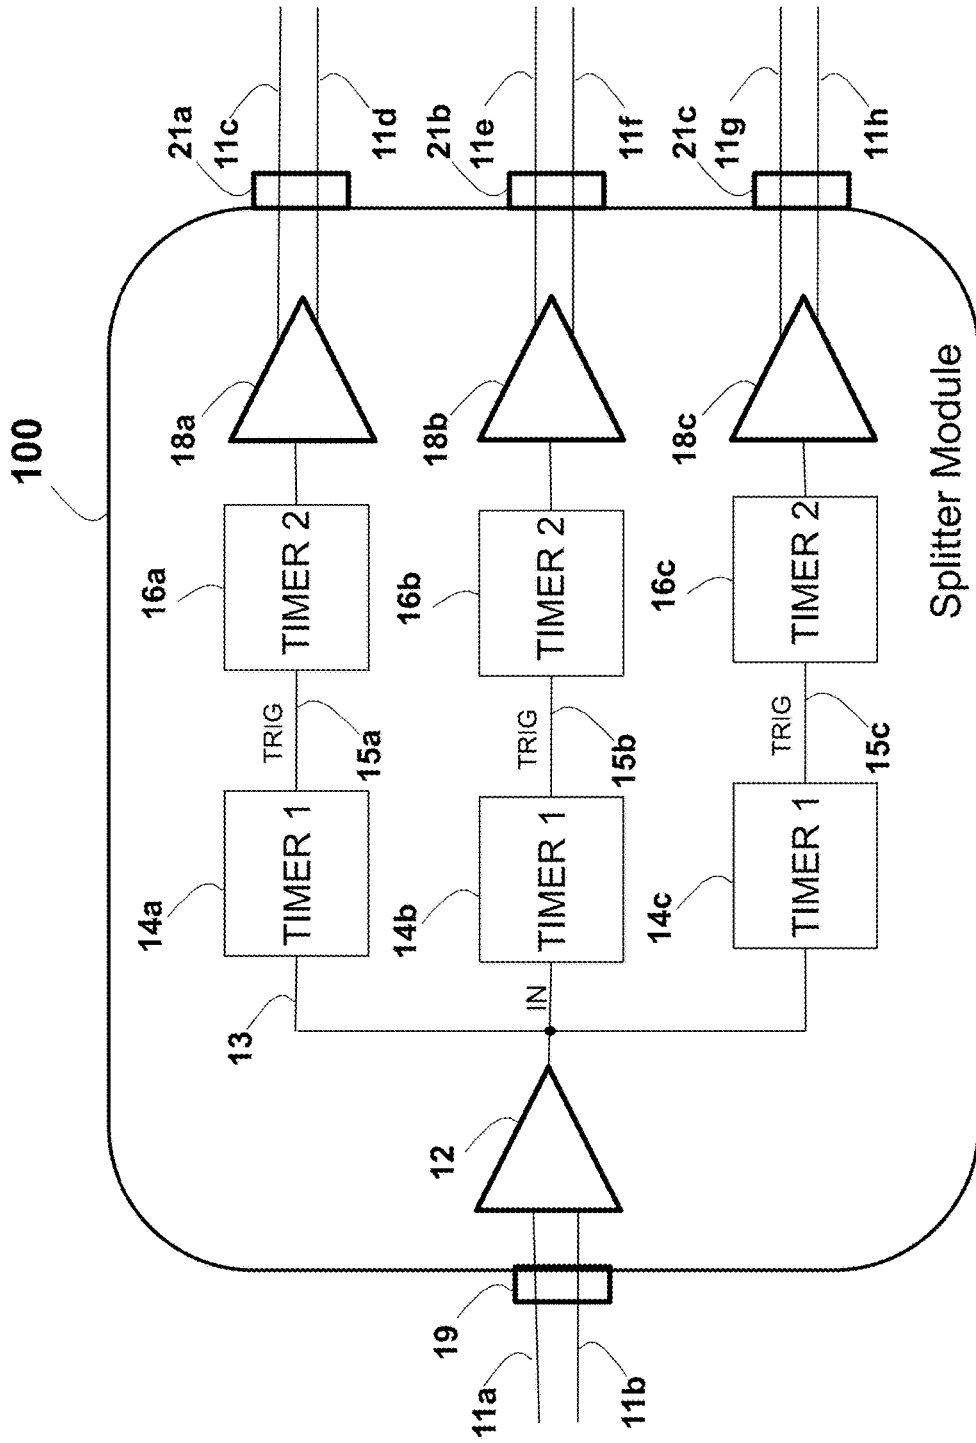 100
21a
11c
11d
21b
11e
11f
21c
11g
11h
18a
18b
18c
16a
TIMER 2
16b
TIMER 2
16c
TIMER 2
TRIG
15a
TRIG
15b
TRIG
15c
14a
TIMER 1
14b
TIMER 1
14c
TIMER 1
13
IN
12
19
11a
11b
Splitter Module